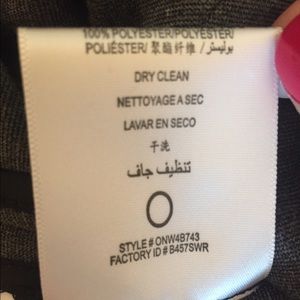 100% POLYESTER/POLYESTER/
POLIÉSTER/ 聚酯纤维 /بوليستر
DRY CLEAN
NETTOYAGE A SEC
LAVAR EN SECO
干洗
تنظيف جاف
STYLE # ONW4B743
FACTORY ID # B457SWR